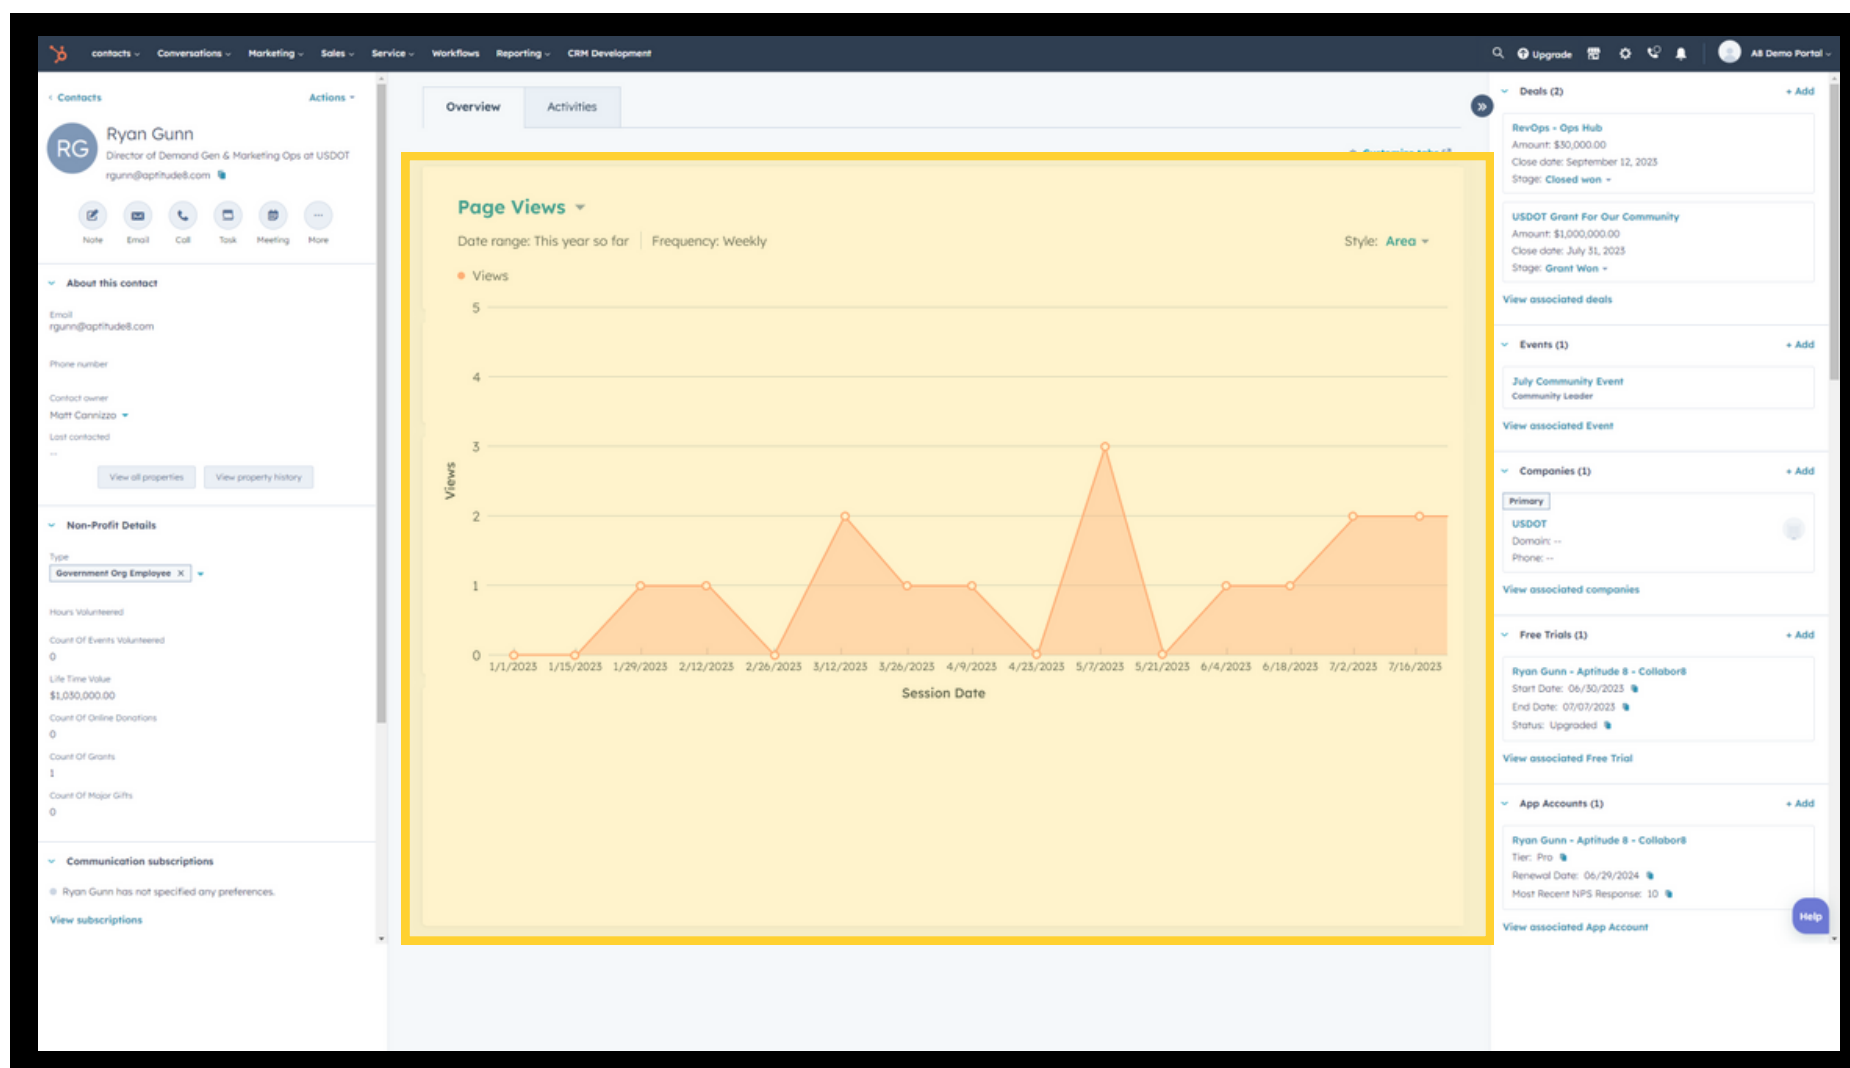 contacts Conversations Marketing Sales Service Workflows Reporting CRM Development Upgrade A8 Demo Portal
Contacts Actions
RG
Ryan Gunn
Director of Demand Gen & Marketing Ops at USDOT
rgunn@aptitude8.com
Note Email Call Task Meeting More
About this contact
Email
rgunn@aptitude8.com
Phone number
Contact owner
Matt Cannizzo
Last contacted
--
View all properties View property history
Non-Profit Details
Type
Government Org Employee X
Hours Volunteered
Count Of Events Volunteered
0
Life Time Value
$1,030,000.00
Count Of Online Donations
0
Count Of Grants
1
Count Of Major Gifts
0
Communication subscriptions
Ryan Gunn has not specified any preferences.
View subscriptions
Overview Activities
Customize tabs
Page Views
Date range: This year so far Frequency: Weekly Style: Area
Views
5
4
3
2
1
0
Views
1/1/2023 1/15/2023 1/29/2023 2/12/2023 2/26/2023 3/12/2023 3/26/2023 4/9/2023 4/23/2023 5/7/2023 5/21/2023 6/4/2023 6/18/2023 7/2/2023 7/16/2023
Session Date
Deals (2) + Add
RevOps - Ops Hub
Amount: $30,000.00
Close date: September 12, 2023
Stage: Closed won
USDOT Grant For Our Community
Amount: $1,000,000.00
Close date: July 31, 2023
Stage: Grant Won
View associated deals
Events (1) + Add
July Community Event
Community Leader
View associated Event
Companies (1) + Add
Primary
USDOT
Domain: --
Phone: --
View associated companies
Free Trials (1) + Add
Ryan Gunn - Aptitude 8 - Collabor8
Start Date: 06/30/2023
End Date: 07/07/2023
Status: Upgraded
View associated Free Trial
App Accounts (1) + Add
Ryan Gunn - Aptitude 8 - Collabor8
Tier: Pro
Renewal Date: 06/29/2024
Most Recent NPS Response: 10
View associated App Account
Help